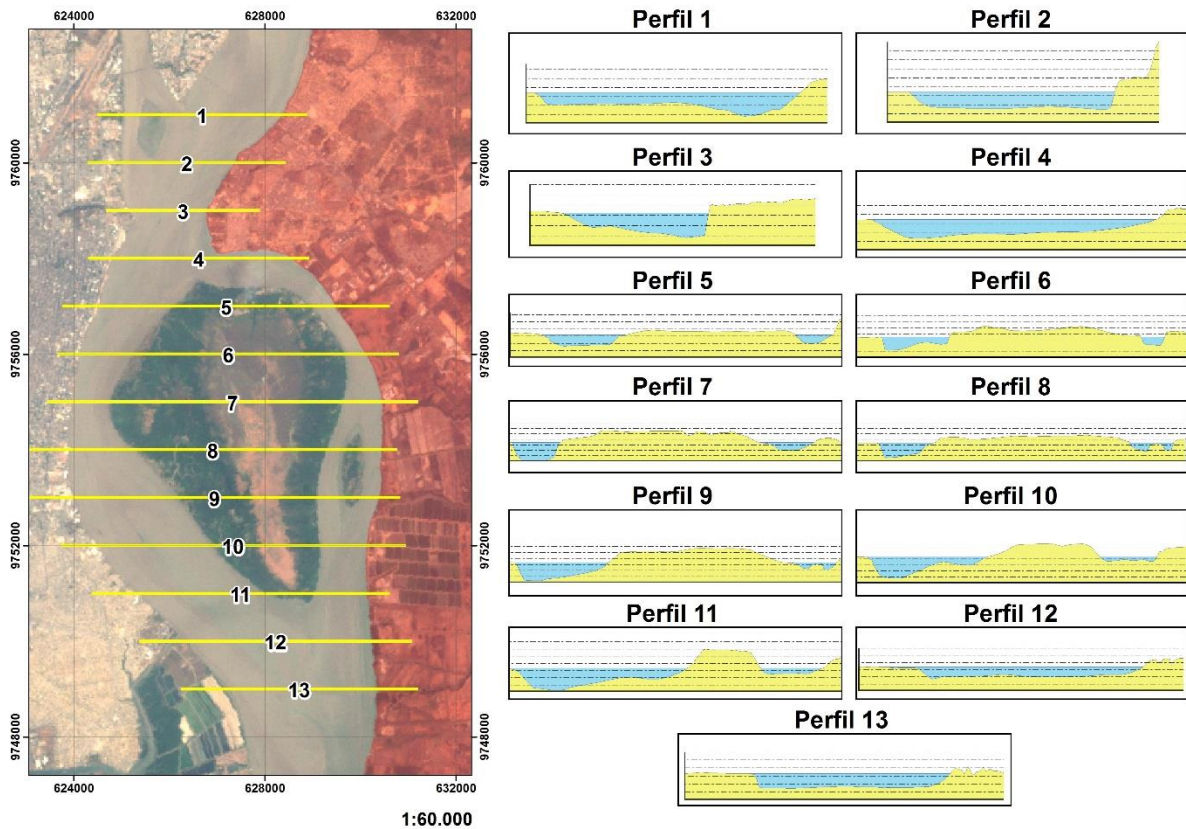 624000 628000 632000
9760000 9760000
9756000 9756000
9752000 9752000
9748000 9748000
1
2
3
4
5
6
7
8
9
10
11
12
13
624000 628000 632000
1:60.000
Perfil 1 Perfil 2
Perfil 3 Perfil 4
Perfil 5 Perfil 6
Perfil 7 Perfil 8
Perfil 9 Perfil 10
Perfil 11 Perfil 12
Perfil 13